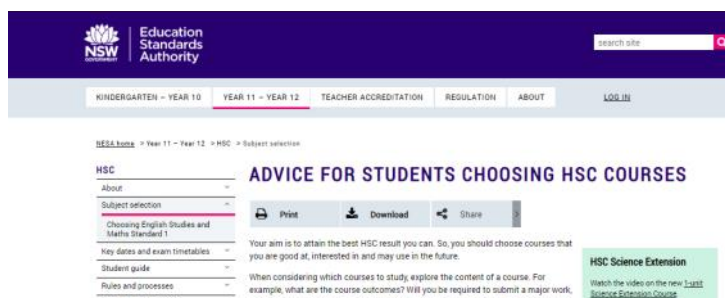 NSW
GOVERNMENT
Education
Standards
Authority
search site
KINDERGARTEN – YEAR 10
YEAR 11 – YEAR 12
TEACHER ACCREDITATION
REGULATION
ABOUT
LOG IN
NESA home > Year 11 – Year 12 > HSC > Subject selection
HSC
About
Subject selection
Choosing English Studies and
Maths Standard 1
Key dates and exam timetables
Student guide
Rules and processes
ADVICE FOR STUDENTS CHOOSING HSC COURSES
Print
Download
Share
Your aim is to attain the best HSC result you can. So, you should choose courses that
you are good at, interested in and may use in the future.
When considering which courses to study, explore the content of a course. For
example, what are the course outcomes? Will you be required to submit a major work,
HSC Science Extension
Watch the video on the new 1-unit
Science Extension Course